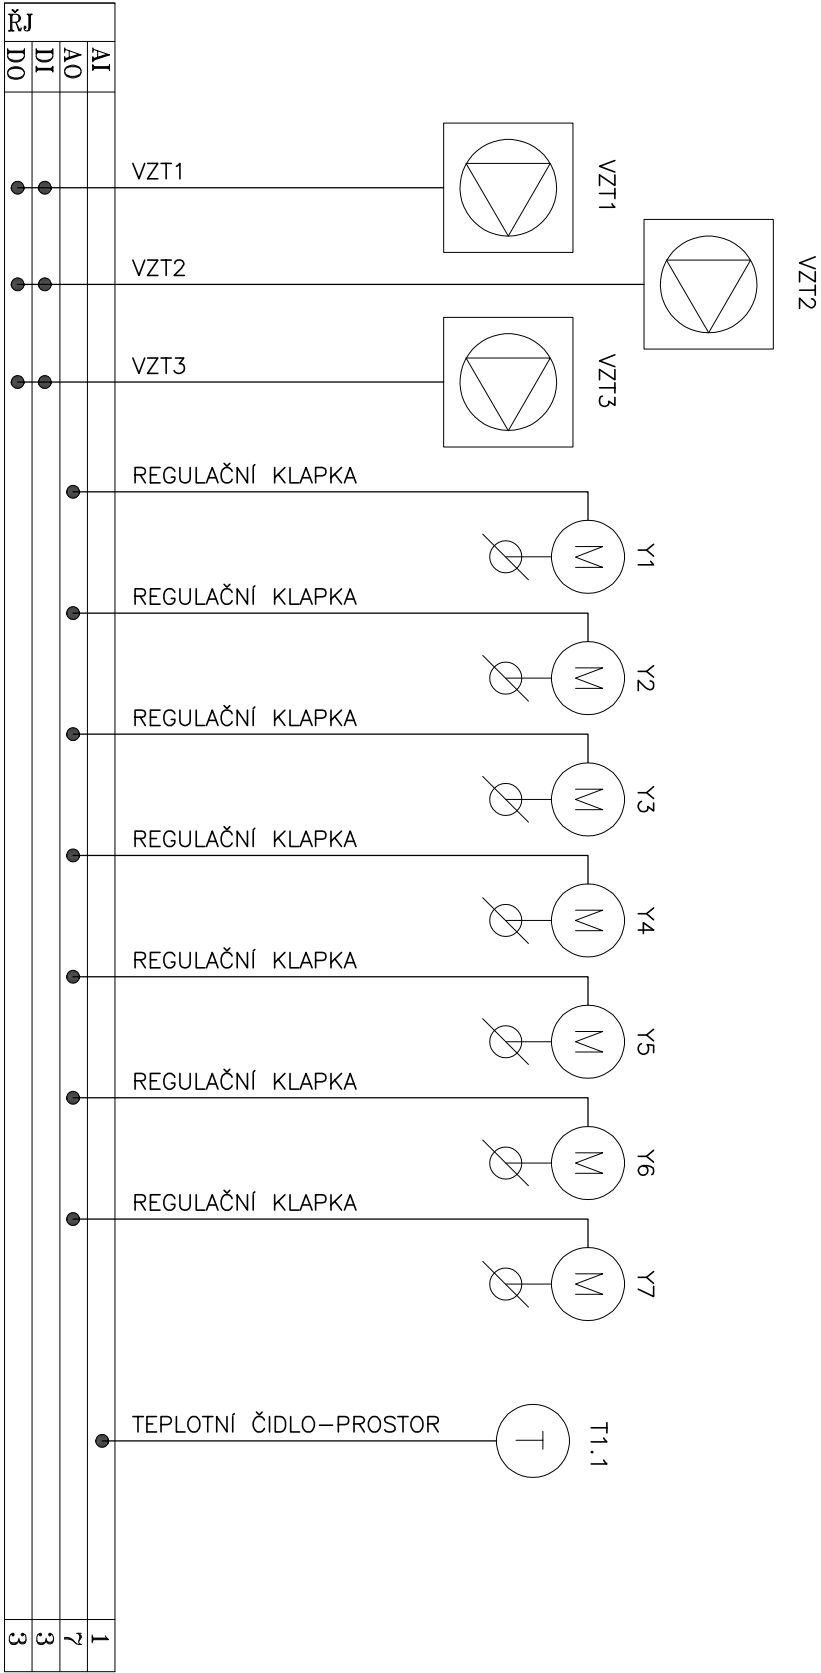 ŘJ
AI
AO
DI
DO
VZT1
VZT1
VZT2
VZT2
VZT3
VZT3
REGULAČNÍ KLAPKA
M
Y1
REGULAČNÍ KLAPKA
M
Y2
REGULAČNÍ KLAPKA
M
Y3
REGULAČNÍ KLAPKA
M
Y4
REGULAČNÍ KLAPKA
M
Y5
REGULAČNÍ KLAPKA
M
Y6
REGULAČNÍ KLAPKA
M
Y7
TEPLOTNÍ ČIDLO-PROSTOR
T
T1.1
1
7
3
3